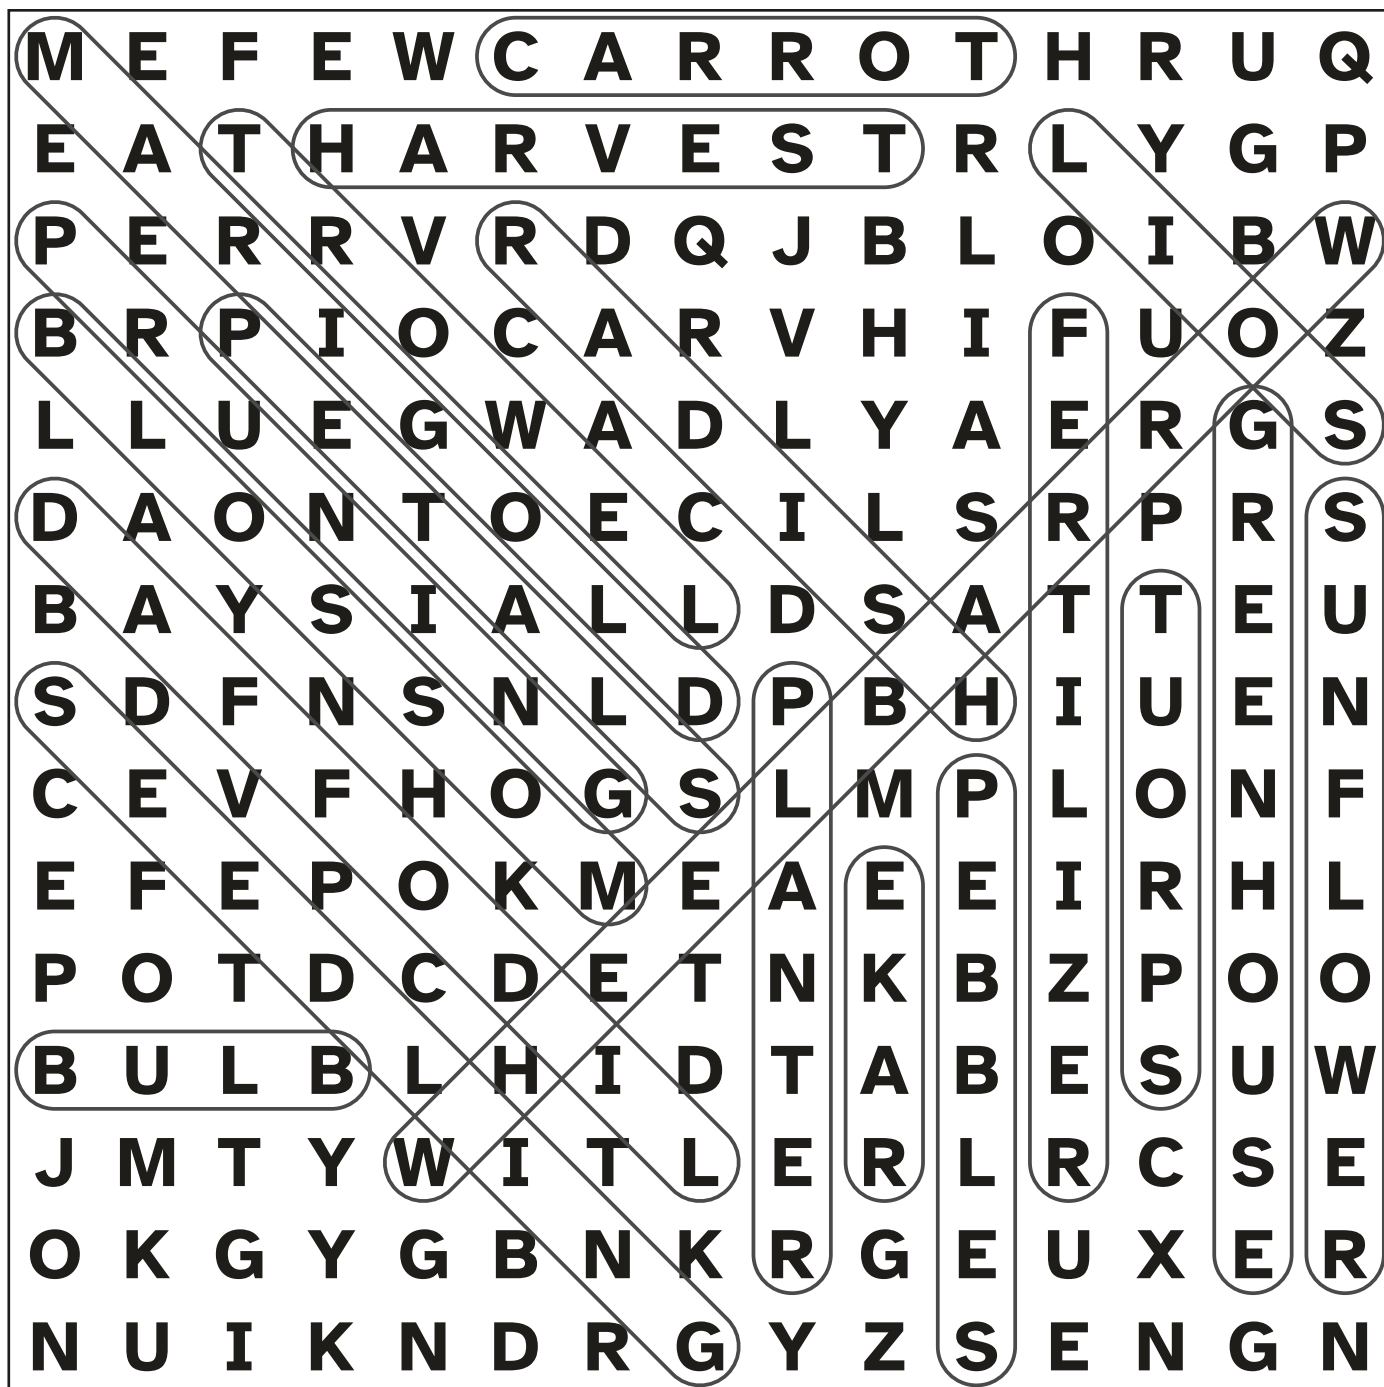 M E F E W C A R R O T H R U Q
E A T H A R V E S T R L Y G P
P E R R V R D Q J B L O I B W
B R P I O C A R V H I F U O Z
L L U E G W A D L Y A E R G S
D A O N T O E C I L S R P R S
B A Y S I A L L D S A T T E U
S D F N S N L D P B H I U E N
C E V F H O G S L M P L O N F
E F E P O K M E A E E I R H L
P O T D C D E T N K B Z P O O
B U L B L H I D T A B E S U W
J M T Y W I T L E R L R C S E
O K G Y G B N K R G E U X E R
N U I K N D R G Y Z S E N G N